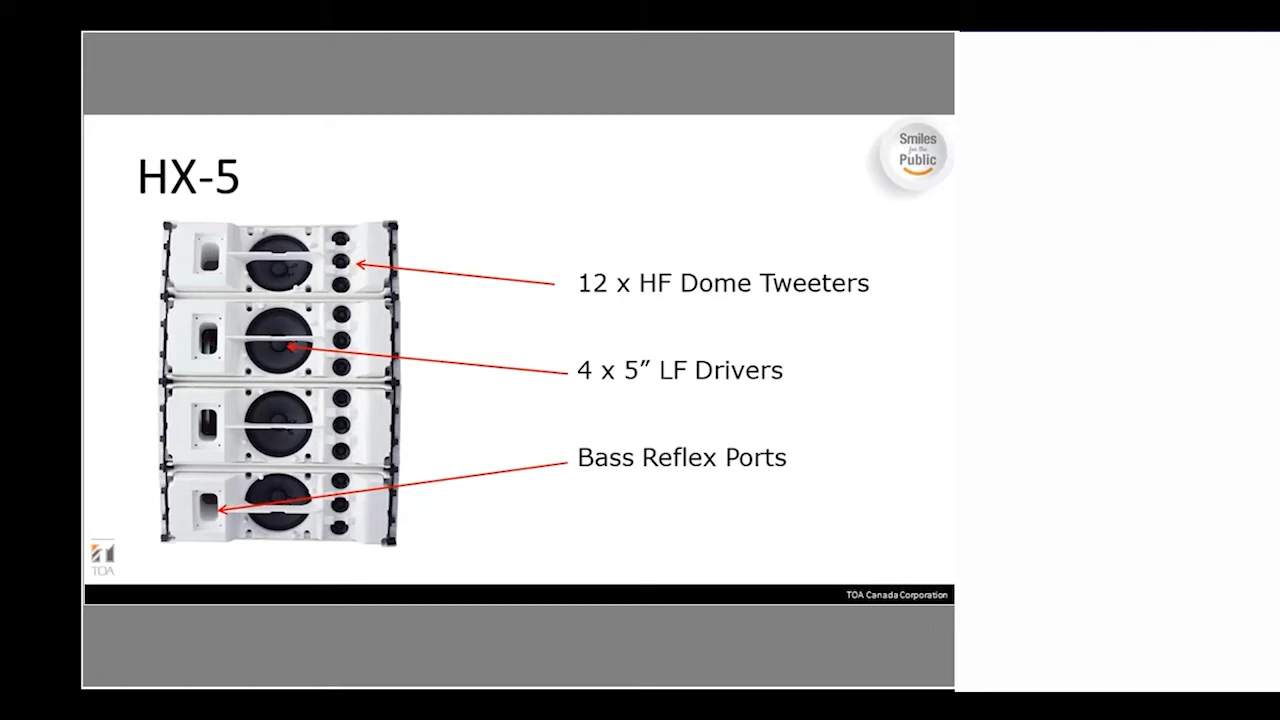 Smiles
for the
Public
HX-5
12 x HF Dome Tweeters
4 x 5” LF Drivers
Bass Reflex Ports
TOA
TOA Canada Corporation